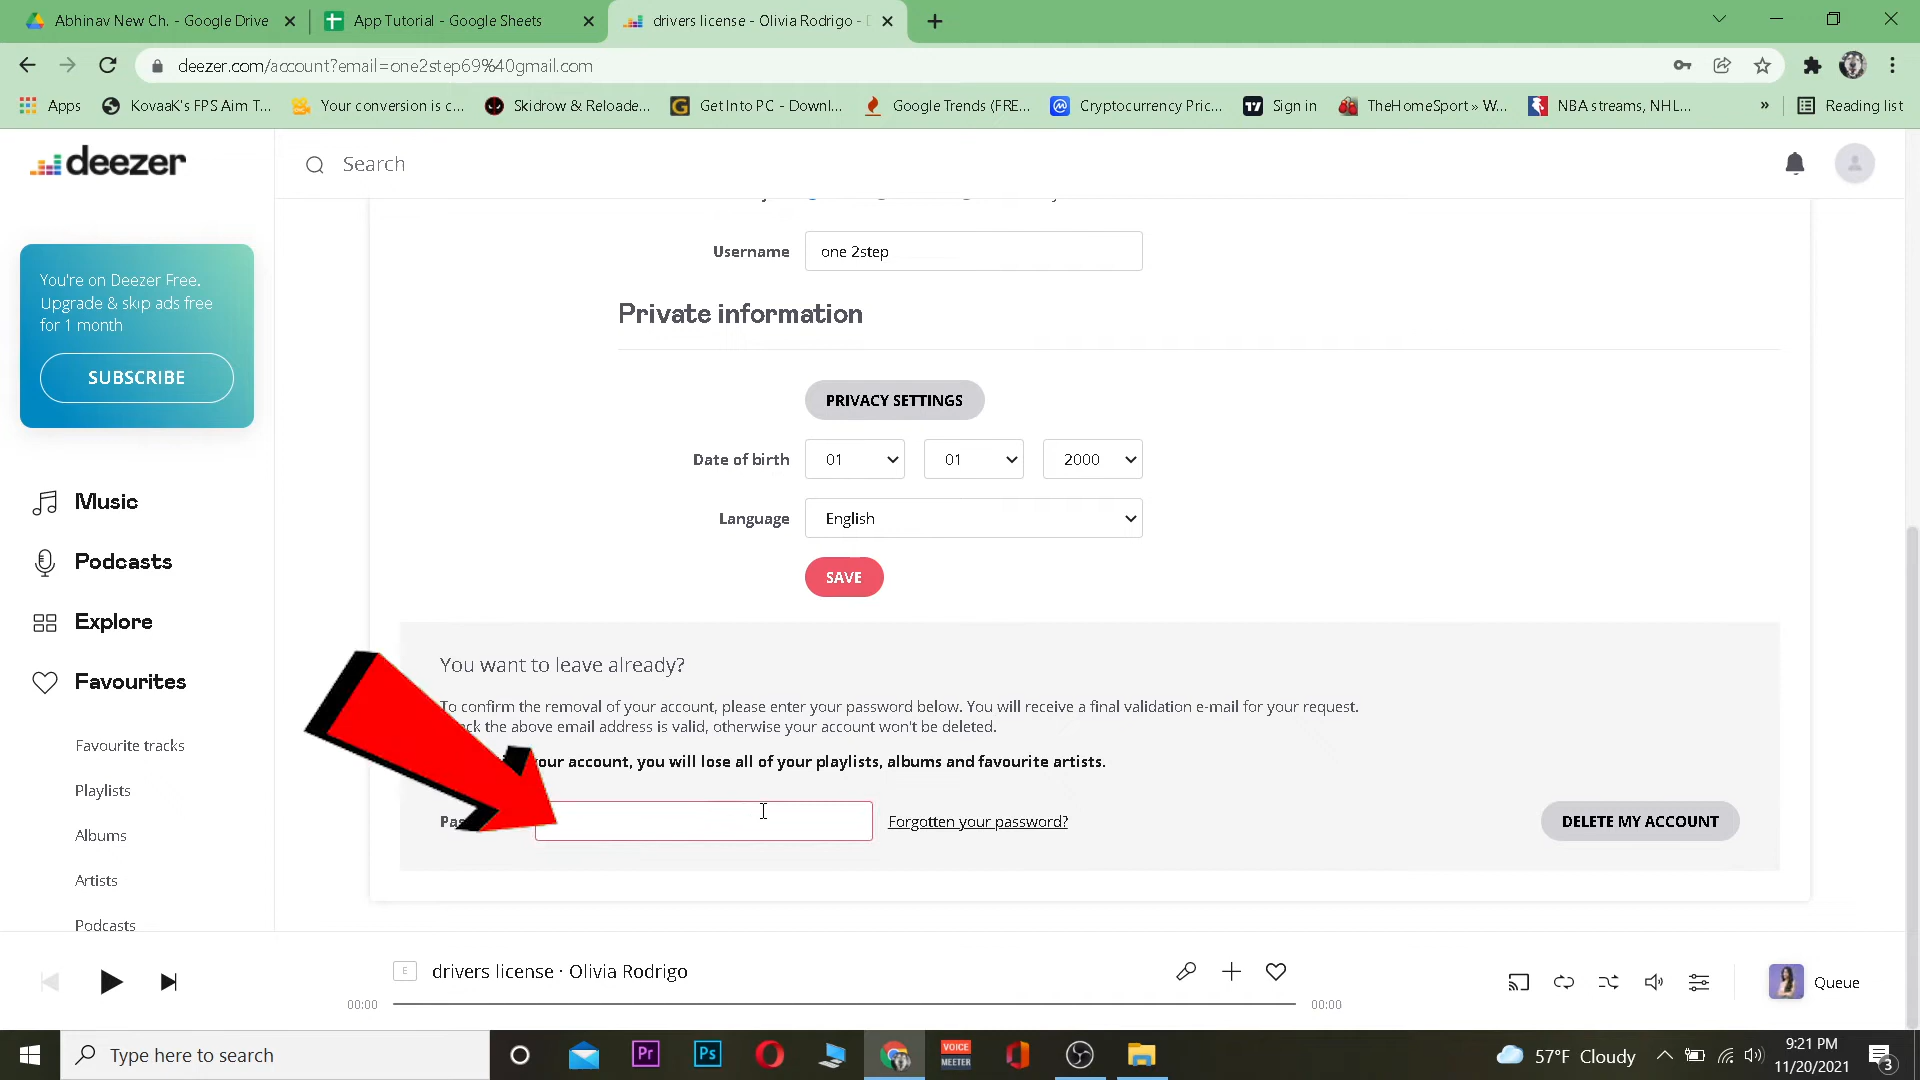 Abhinav New Ch. - Google Drive
App Tutorial - Google Sheets
drivers license - Olivia Rodrigo -
deezer.com/account?email=one2step69%40gmail.com
Apps
KovaaK's FPS Aim T...
Your conversion is c...
Skidrow & Reloade...
Get Into PC - Downl...
Google Trends (FRE...
Cryptocurrency Pric...
Sign in
TheHomeSport » W...
NBA streams, NHL...
»
Reading list
deezer
Search
You're on Deezer Free.
Upgrade & skip ads free
for 1 month
SUBSCRIBE
Music
Podcasts
Explore
Favourites
Favourite tracks
Playlists
Albums
Artists
Podcasts
Username
one 2step
Private information
PRIVACY SETTINGS
Date of birth
01
01
2000
Language
English
SAVE
You want to leave already?
To confirm the removal of your account, please enter your password below. You will receive a final validation e-mail for your request.
the above email address is valid, otherwise your account won't be deleted.
your account, you will lose all of your playlists, albums and favourite artists.
Forgotten your password?
DELETE MY ACCOUNT
E
drivers license · Olivia Rodrigo
00:00
00:00
Queue
Type here to search
Pr
Ps
VOICE
MEETER
57°F Cloudy
9:21 PM
11/20/2021
3